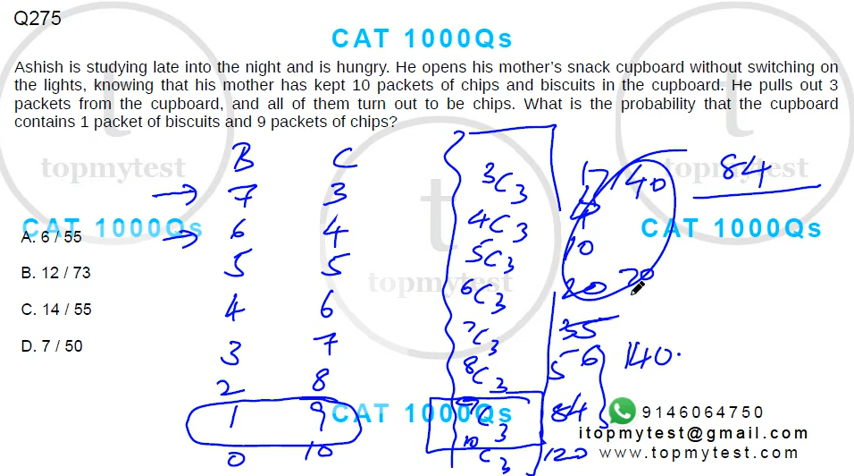 Q275
CAT 1000Qs
Ashish is studying late into the night and is hungry. He opens his mother's snack cupboard without switching on
the lights, knowing that his mother has kept 10 packets of chips and biscuits in the cupboard. He pulls out 3
packets from the cupboard, and all of them turn out to be chips. What is the probability that the cupboard
contains 1 packet of biscuits and 9 packets of chips?
topmytest
topmytest
topmytest
B C
→ 7 3 3C3 1 40 84
CAT 1000Qs
CAT 1000Qs
A. 6 / 55
→ 6 4 4C3 4
B. 12 / 73
5 5 5C3 10
C. 14 / 55
4 6 6C3 20 20
D. 7 / 50
3 7 7C3 35
2 8 8C3 56 140.
1 9 9C3 84
CAT 1000Qs
0 10 10C3 120
9146064750
itopmytest@gmail.com
www.topmytest.com